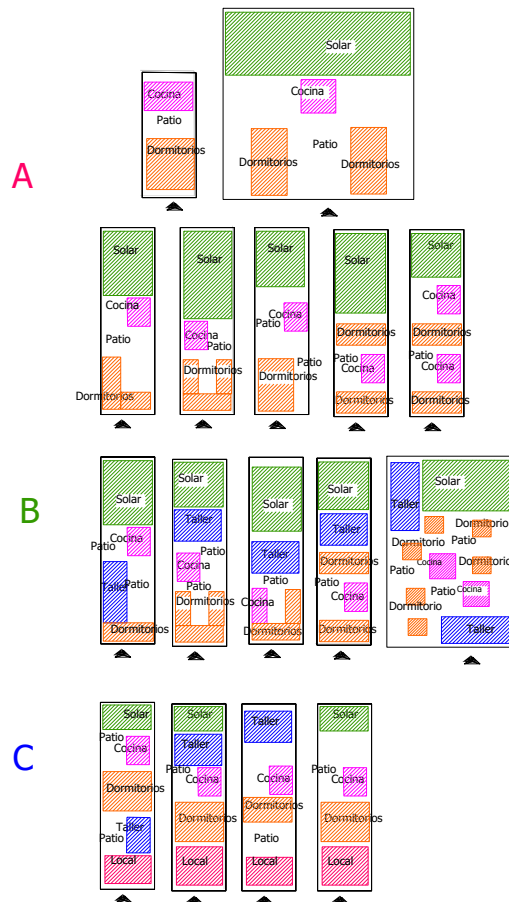 Solar
Cocina
Cocina
Patio
Patio
Dormitorios
Dormitorios
Dormitorios
A
Solar
Solar
Solar
Solar
Solar
Cocina
Cocina
Cocina
Cocina
Patio
Patio
Patio
Patio
Patio
Patio
Cocina
Cocina
Dormitorios
Dormitorios
Dormitorios
Dormitorios
Dormitorios
Dormitorios
Dormitorios
B
Solar
Solar
Solar
Solar
Taller
Solar
Cocina
Taller
Taller
Taller
Dormitorio
Patio
Patio
Dormitorio
Patio
Cocina
Dormitorios
Cocina
Dormitorio
Taller
Patio
Patio
Patio
Patio
Patio
Cocina
Patio
Cocina
Dormitorios
Cocina
Dormitorio
Dormitorios
Dormitorios
Dormitorios
Dormitorios
Taller
C
Solar
Solar
Taller
Solar
Patio
Cocina
Taller
Patio
Cocina
Cocina
Patio
Cocina
Dormitorios
Dormitorios
Dormitorios
Dormitorios
Taller
Patio
Patio
Local
Local
Local
Local